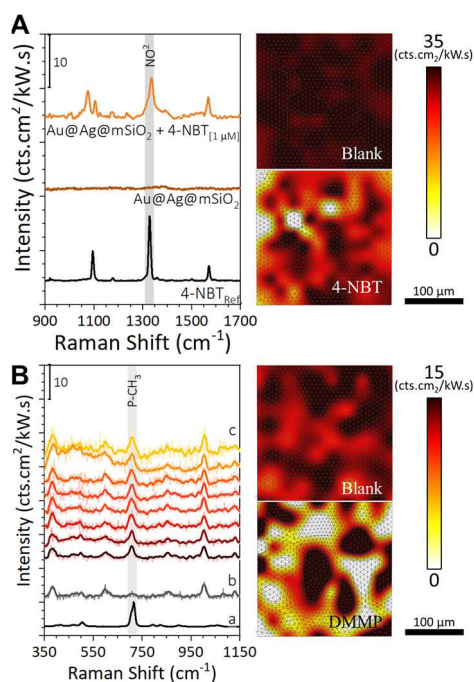 A
10
NO²
Intensity (cts.cm²/kW.s)
Au@Ag@mSiO₂ + 4-NBT[1 µM]
Au@Ag@mSiO₂
4-NBTRef.
900 1100 1300 1500 1700
Raman Shift (cm⁻¹)
Blank
4-NBT
35
(cts.cm²/kW.s)
0
100 µm
B
10
P-CH₃
Intensity (cts.cm²/kW.s)
c
b
a
350 550 750 950 1150
Raman Shift (cm⁻¹)
Blank
DMMP
15
(cts.cm²/kW.s)
0
100 µm